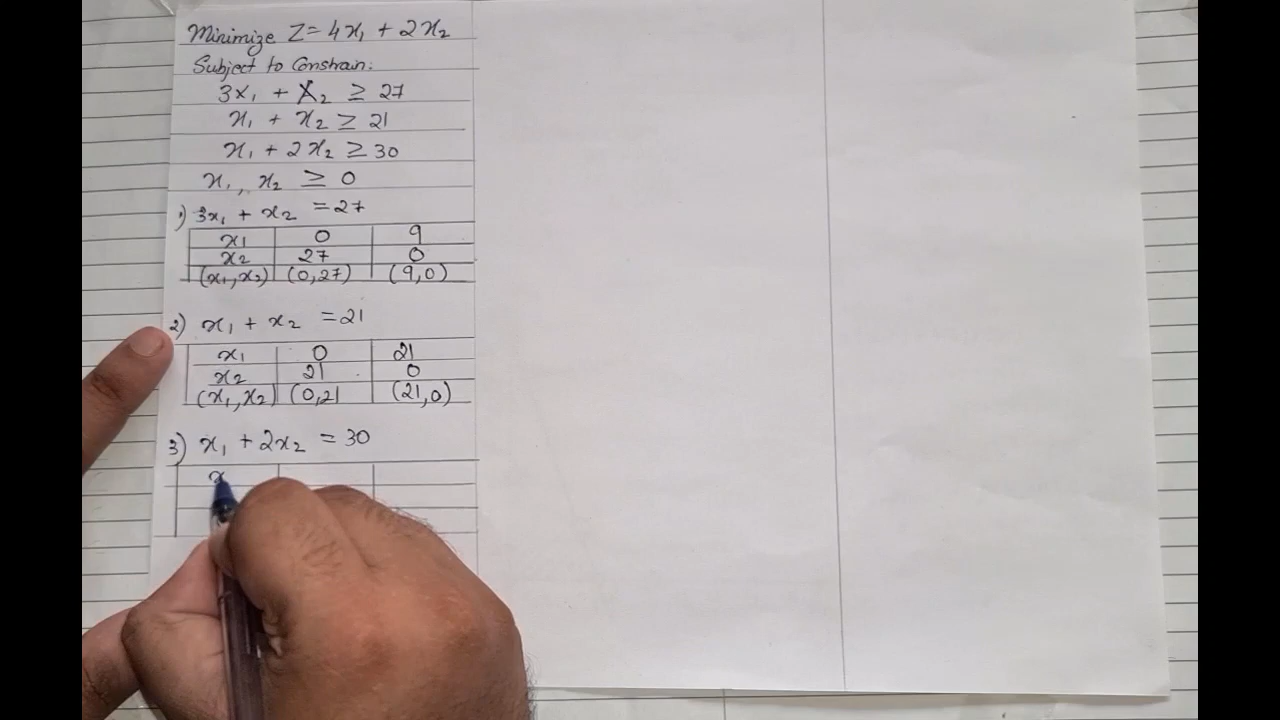 Minimize Z = 4x₁ + 2x₂
Subject to Constrain:
3x₁ + x₂ ≥ 27
x₁ + x₂ ≥ 21
x₁ + 2x₂ ≥ 30
x₁, x₂ ≥ 0
1) 3x₁ + x₂ = 27
x₁ 0 9
x₂ 27 0
(x₁,x₂) (0,27) (9,0)
2) x₁ + x₂ = 21
x₁ 0 21
x₂ 21 0
(x₁,x₂) (0,21 (21,0)
3) x₁ + 2x₂ = 30
x